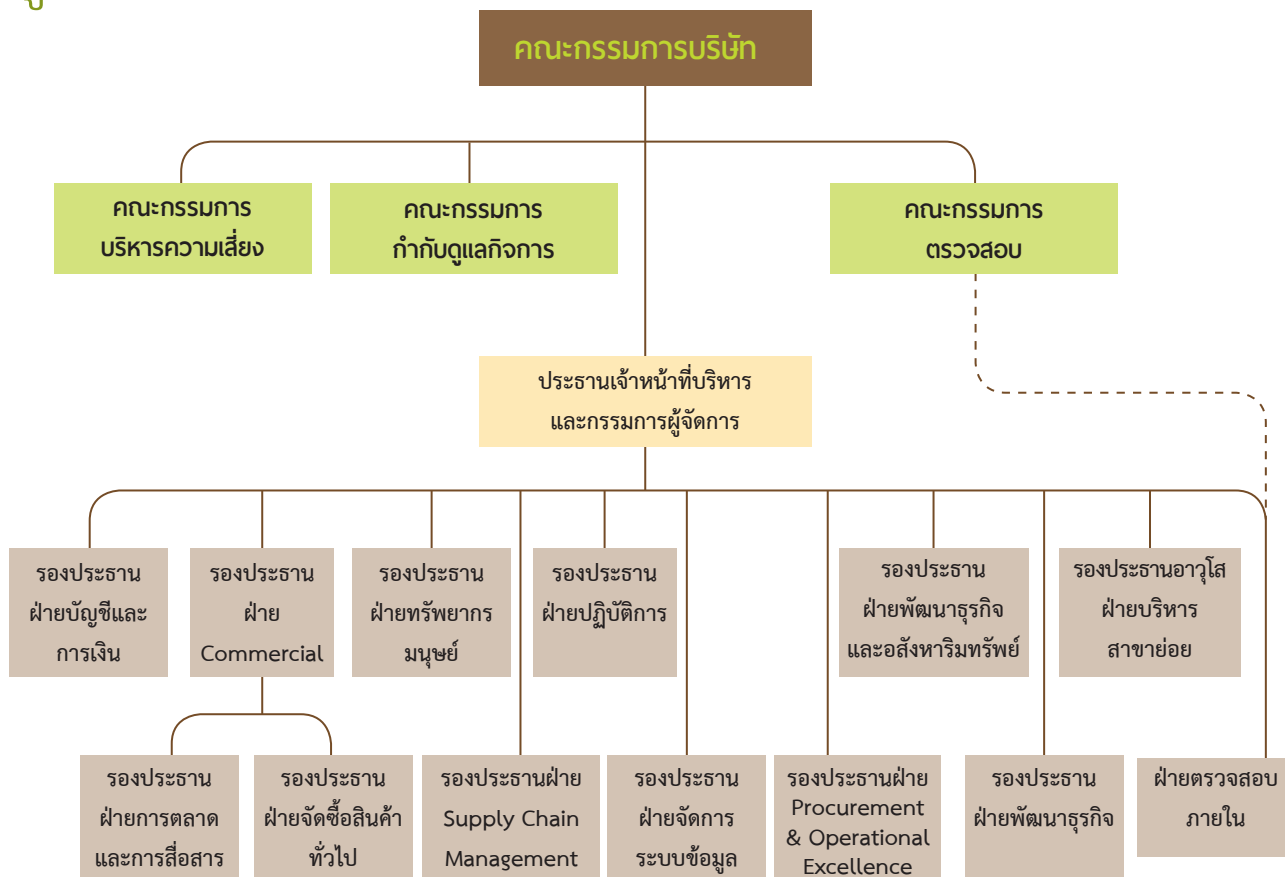 คณะกรรมการบริษัท
คณะกรรมการ
บริหารความเสี่ยง
คณะกรรมการ
กำกับดูแลกิจการ
คณะกรรมการ
ตรวจสอบ
ประธานเจ้าหน้าที่บริหาร
และกรรมการผู้จัดการ
รองประธาน
ฝ่ายบัญชีและ
การเงิน
รองประธาน
ฝ่าย
Commercial
รองประธาน
ฝ่ายทรัพยากร
มนุษย์
รองประธาน
ฝ่ายปฏิบัติการ
รองประธาน
ฝ่ายพัฒนาธุรกิจ
และอสังหาริมทรัพย์
รองประธานอาวุโส
ฝ่ายบริหาร
สาขาย่อย
รองประธาน
ฝ่ายการตลาด
และการสื่อสาร
รองประธาน
ฝ่ายจัดซื้อสินค้า
ทั่วไป
รองประธานฝ่าย
Supply Chain
Management
รองประธาน
ฝ่ายจัดการ
ระบบข้อมูล
รองประธานฝ่าย
Procurement
& Operational
Excellence
รองประธาน
ฝ่ายพัฒนาธุรกิจ
ฝ่ายตรวจสอบ
ภายใน